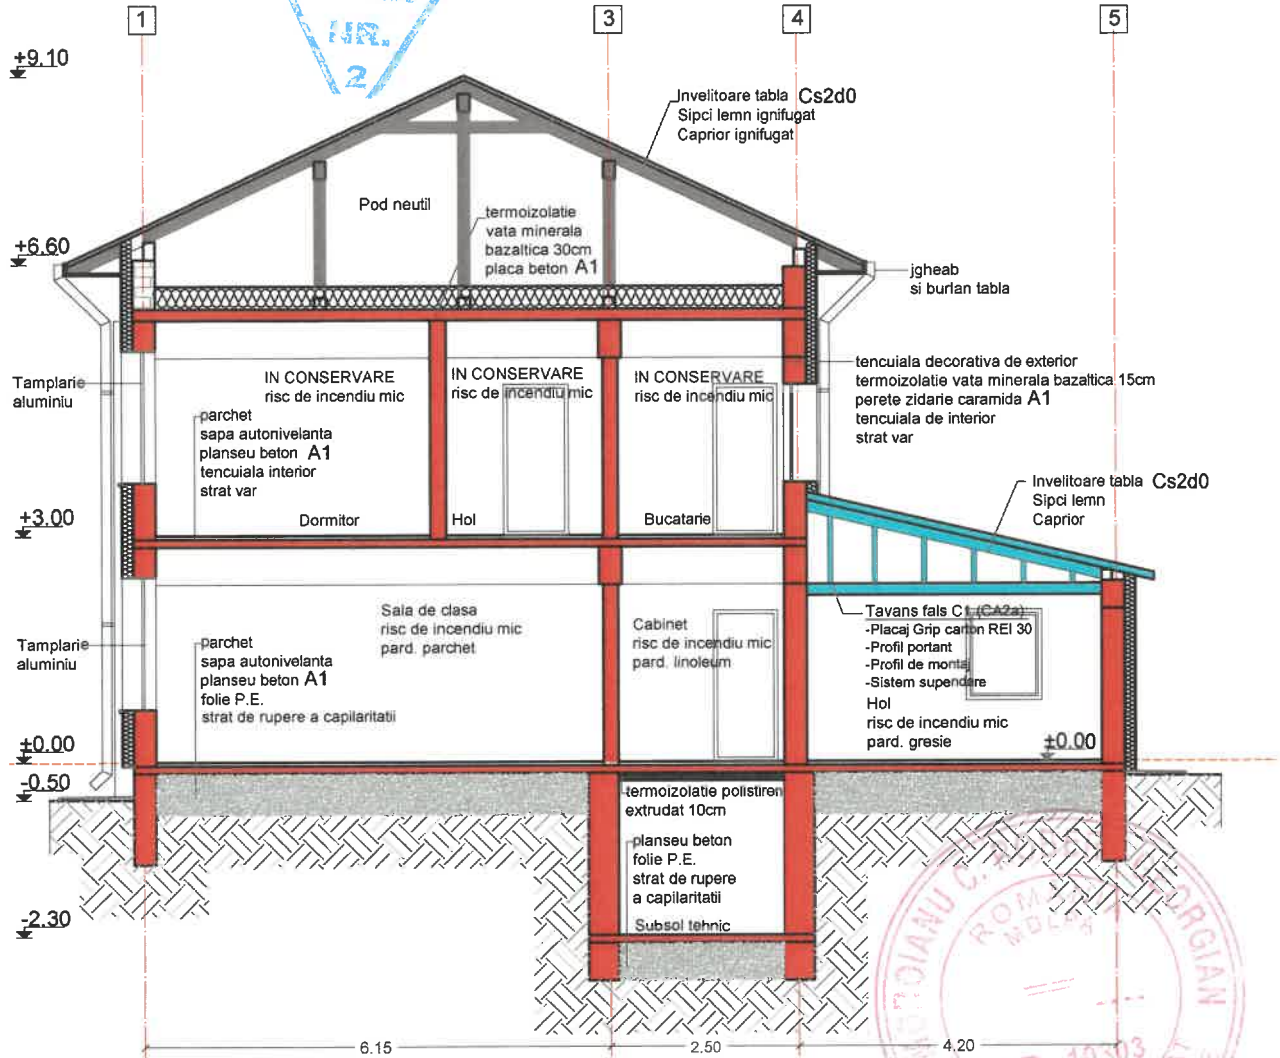 1
3
4
5
NR.
2
+9.10
Invelitoare tabla Cs2d0
Sipci lemn ignifugat
Caprior ignifugat
Pod neutil
termoizolatie
vata minerala
bazaltica 30cm
placa beton A1
+6.60
jgheab
si burlan tabla
Tamplarie
aluminiu
IN CONSERVARE
risc de incendiu mic
IN CONSERVARE
risc de incendiu mic
IN CONSERVARE
risc de incendiu mic
tencuiala decorativa de exterior
termoizolatie vata minerala bazaltica 15cm
perete zidarie caramida A1
tencuiala de interior
strat var
parchet
sapa autonivelanta
planseu beton A1
tencuiala interior
strat var
Dormitor
Hol
Bucatarie
+3.00
Invelitoare tabla Cs2d0
Sipci lemn
Caprior
Sala de clasa
risc de incendiu mic
pard. parchet
Cabinet
risc de incendiu mic
pard. linoleum
Tavans fals C1 (CA2a):
-Placaj Grip carton REI 30
-Profil portant
-Profil de montaj
-Sistem supendare
Hol
risc de incendiu mic
pard. gresie
Tamplarie
aluminiu
parchet
sapa autonivelanta
planseu beton A1
folie P.E.
strat de rupere a capilaritatii
±0.00
±0.00
-0.50
termoizolatie polistiren
extrudat 10cm
planseu beton
folie P.E.
strat de rupere
a capilaritatii
Subsol tehnic
-2.30
ROMANIA
GEORGIAN
6.15
2.50
4.20